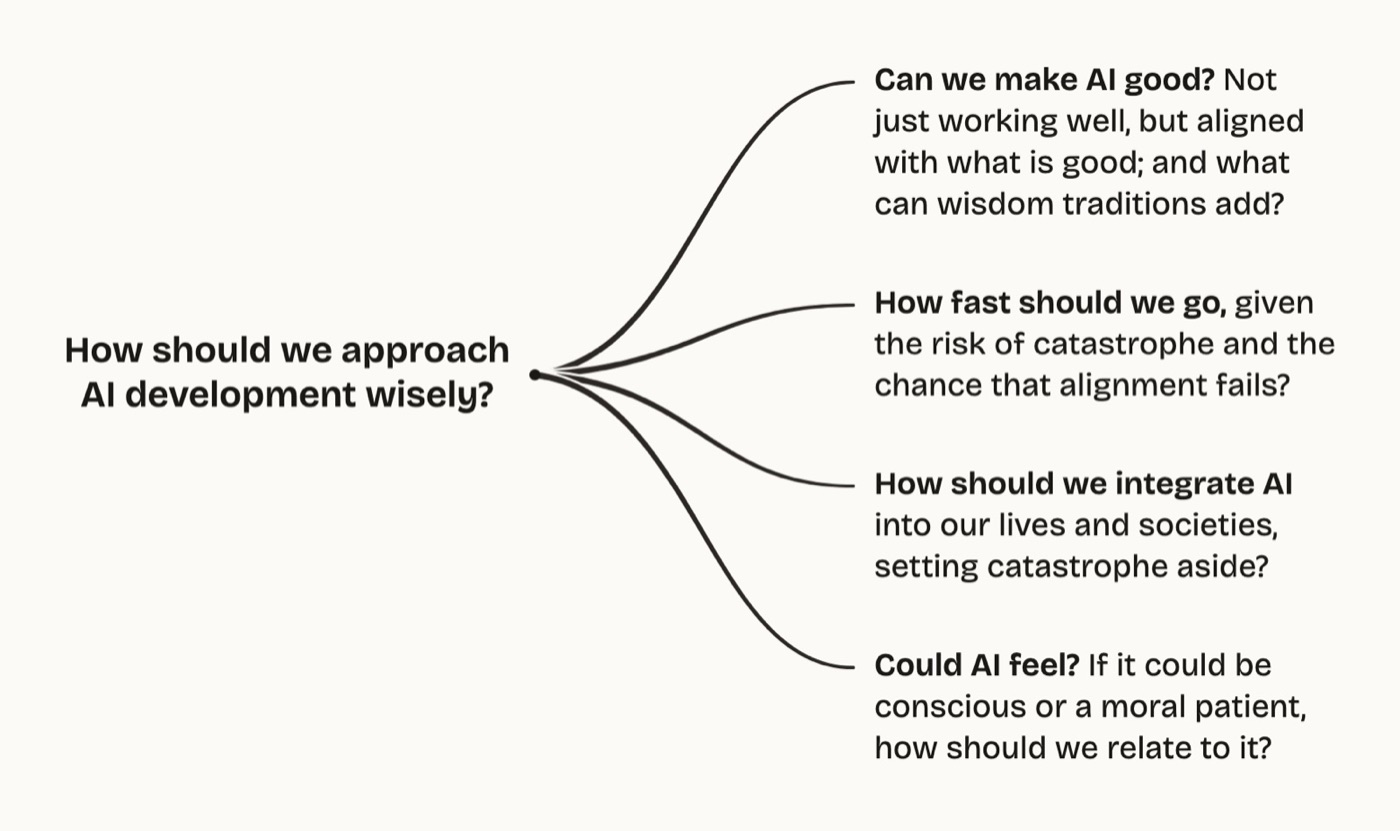 How should we approach
AI development wisely?
Can we make AI good? Not
just working well, but aligned
with what is good; and what
can wisdom traditions add?
How fast should we go, given
the risk of catastrophe and the
chance that alignment fails?
How should we integrate AI
into our lives and societies,
setting catastrophe aside?
Could AI feel? If it could be
conscious or a moral patient,
how should we relate to it?